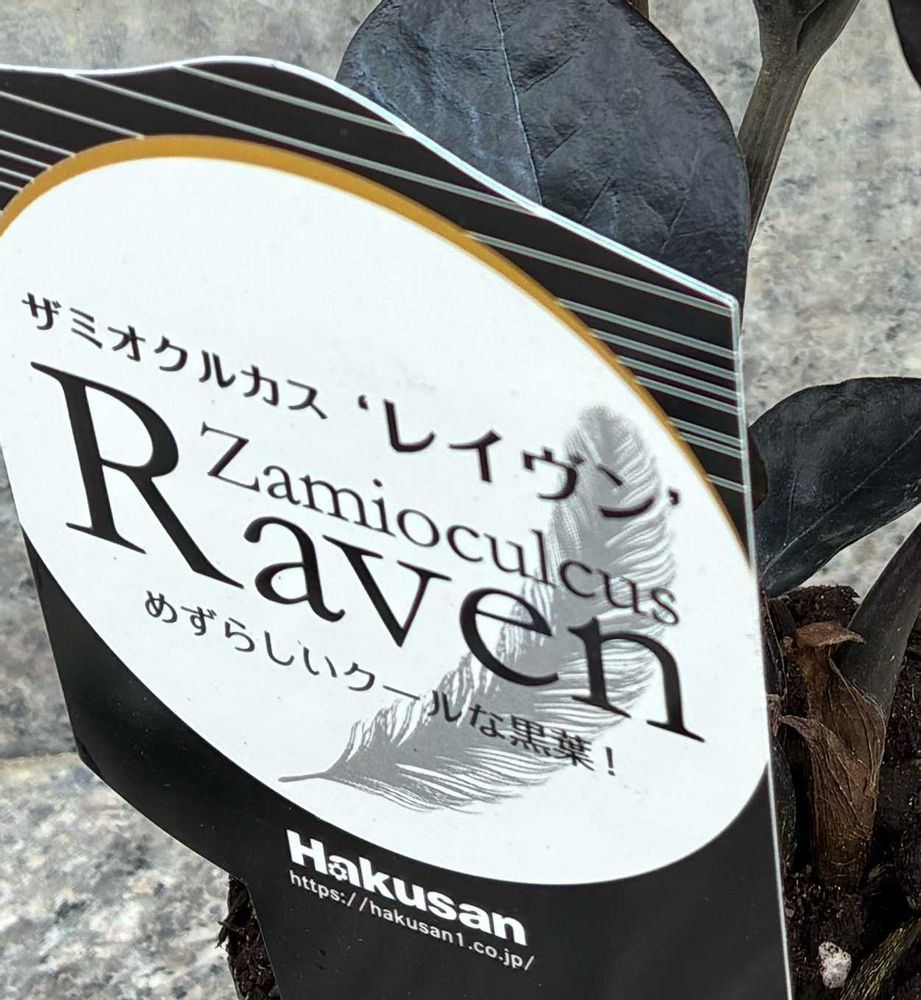 ザミオクルカス ‘レイヴン’
Zamioculcus
Raven
めずらしいクールな黒葉！
Hakusan
https://hakusan1.co.jp/